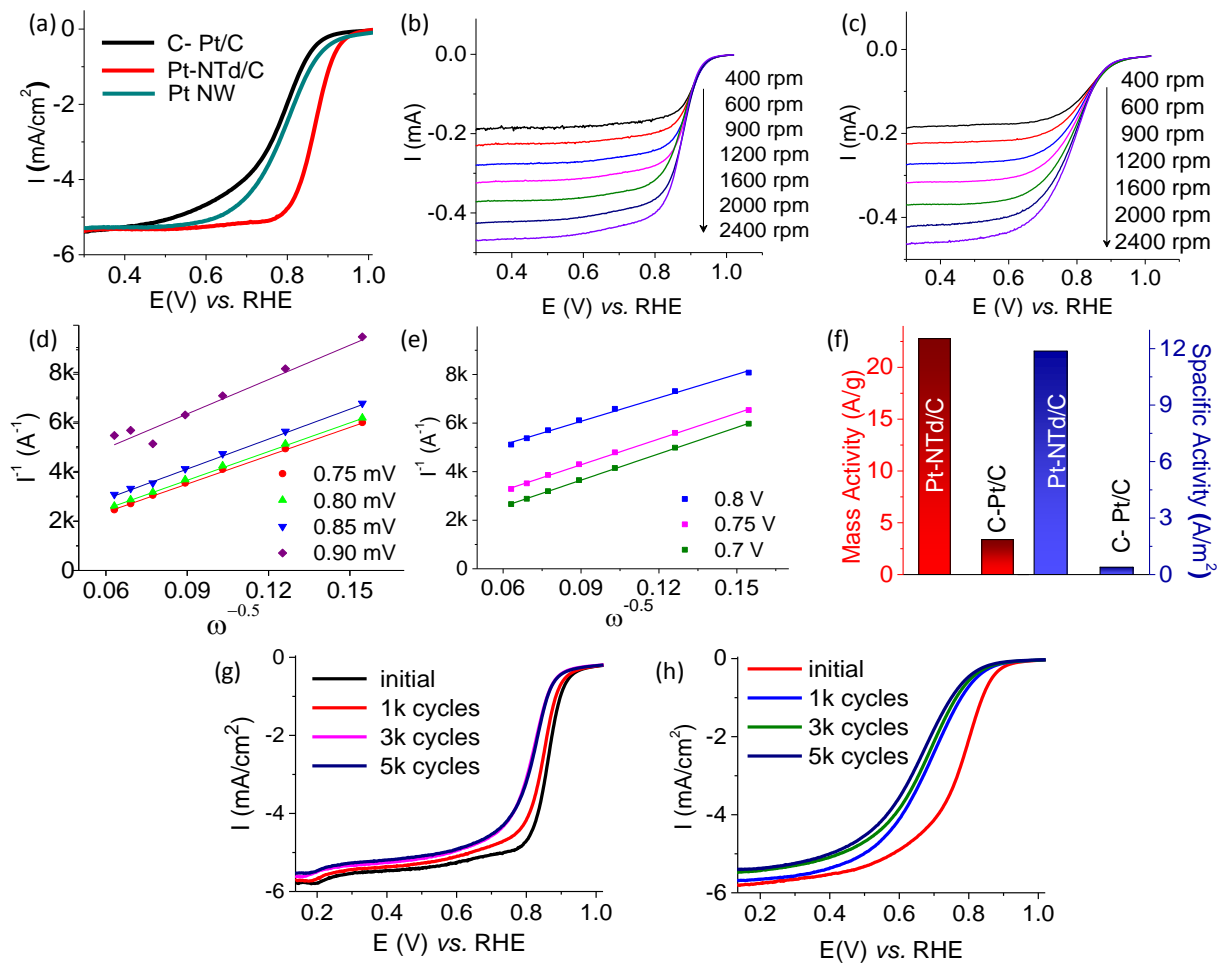 (a)
C- Pt/C
Pt-NTd/C
Pt NW
0
-2
-4
-6
I (mA/cm2)
0.4 0.6 0.8 1.0
E(V) vs. RHE
(b)
0.0
-0.2
-0.4
I (mA)
400 rpm
600 rpm
900 rpm
1200 rpm
1600 rpm
2000 rpm
2400 rpm
0.4 0.6 0.8 1.0
E (V) vs. RHE
(c)
0.0
-0.2
-0.4
I (mA)
400 rpm
600 rpm
900 rpm
1200 rpm
1600 rpm
2000 rpm
2400 rpm
0.4 0.6 0.8 1.0
E (V) vs. RHE
(d)
8k
6k
4k
2k
0
I-1 (A-1)
0.75 mV
0.80 mV
0.85 mV
0.90 mV
0.06 0.09 0.12 0.15
ω−0.5
(e)
8k
6k
4k
2k
0
I-1 (A-1)
0.8 V
0.75 V
0.7 V
0.06 0.09 0.12 0.15
ω-0.5
(f)
Mass Activity (A/g)
20
15
10
5
0
Pt-NTd/C
C-Pt/C
Pt-NTd/C
C- Pt/C
12
9
6
3
0
Spacific Activity (A/m2)
(g)
initial
1k cycles
3k cycles
5k cycles
0
-2
-4
-6
I (mA/cm2)
0.2 0.4 0.6 0.8 1.0
E (V) vs. RHE
(h)
initial
1k cycles
3k cycles
5k cycles
0
-2
-4
-6
I (mA/cm2)
0.2 0.4 0.6 0.8 1.0
E(V) vs. RHE